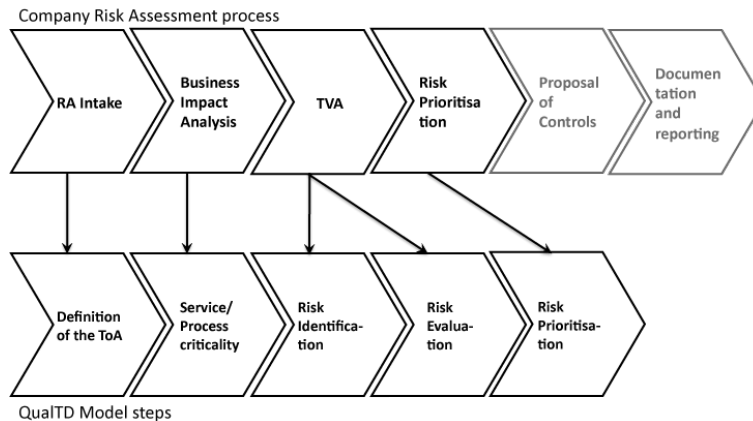 Company Risk Assessment process
RA Intake
Business
Impact
Analysis
TVA
Risk
Prioritisa
tion
Proposal
of
Controls
Documen
tation
and
reporting
Definition
of the ToA
Service/
Process
criticality
Risk
Identifica-
tion
Risk
Evalua-
tion
Risk
Prioritisa-
tion
QualTD Model steps